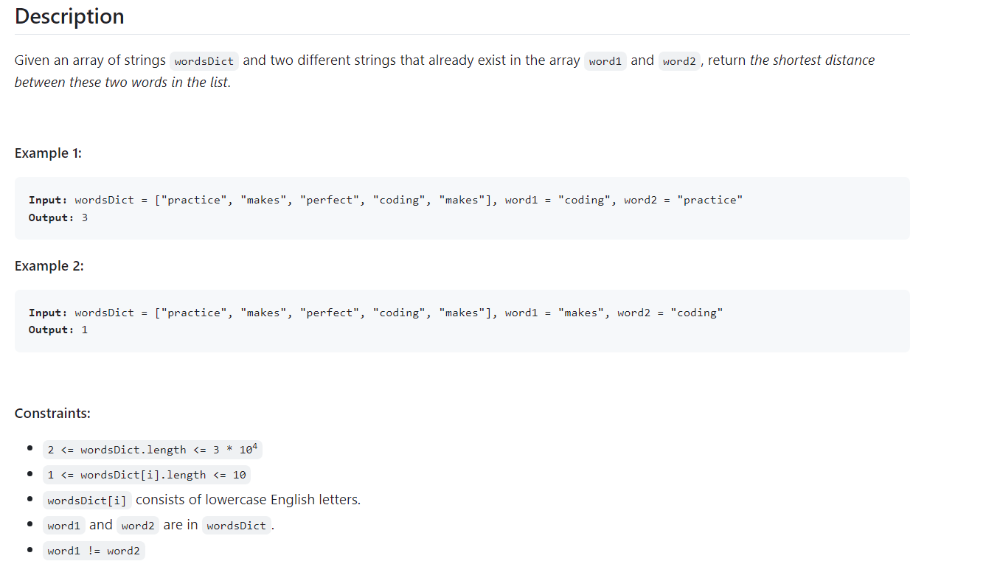 Description
Given an array of strings wordsDict and two different strings that already exist in the array word1 and word2, return the shortest distance
between these two words in the list.
Example 1:
Input: wordsDict = ["practice", "makes", "perfect", "coding", "makes"], word1 = "coding", word2 = "practice"
Output: 3
Example 2:
Input: wordsDict = ["practice", "makes", "perfect", "coding", "makes"], word1 = "makes", word2 = "coding"
Output: 1
Constraints:
• 2 <= wordsDict.length <= 3 * 10⁴
• 1 <= wordsDict[i].length <= 10
• wordsDict[i] consists of lowercase English letters.
• word1 and word2 are in wordsDict.
• word1 != word2